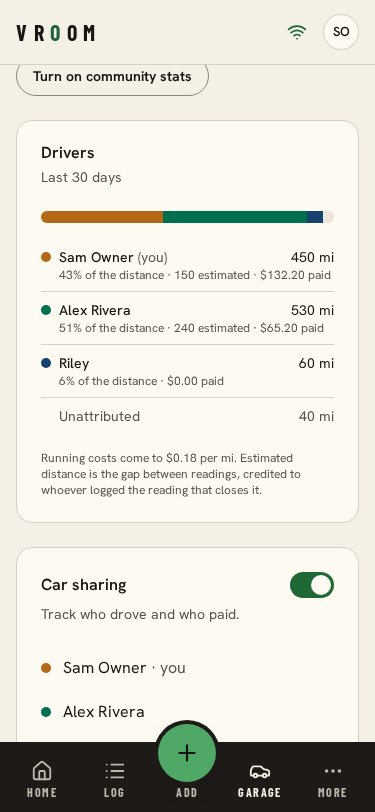 VROOM
SO
Turn on community stats
Drivers
Last 30 days
Sam Owner (you) 450 mi
43% of the distance · 150 estimated · $132.20 paid
Alex Rivera 530 mi
51% of the distance · 240 estimated · $65.20 paid
Riley 60 mi
6% of the distance · $0.00 paid
Unattributed 40 mi
Running costs come to $0.18 per mi. Estimated
distance is the gap between readings, credited to
whoever logged the reading that closes it.
Car sharing
Track who drove and who paid.
Sam Owner · you
Alex Rivera
HOME LOG ADD GARAGE MORE